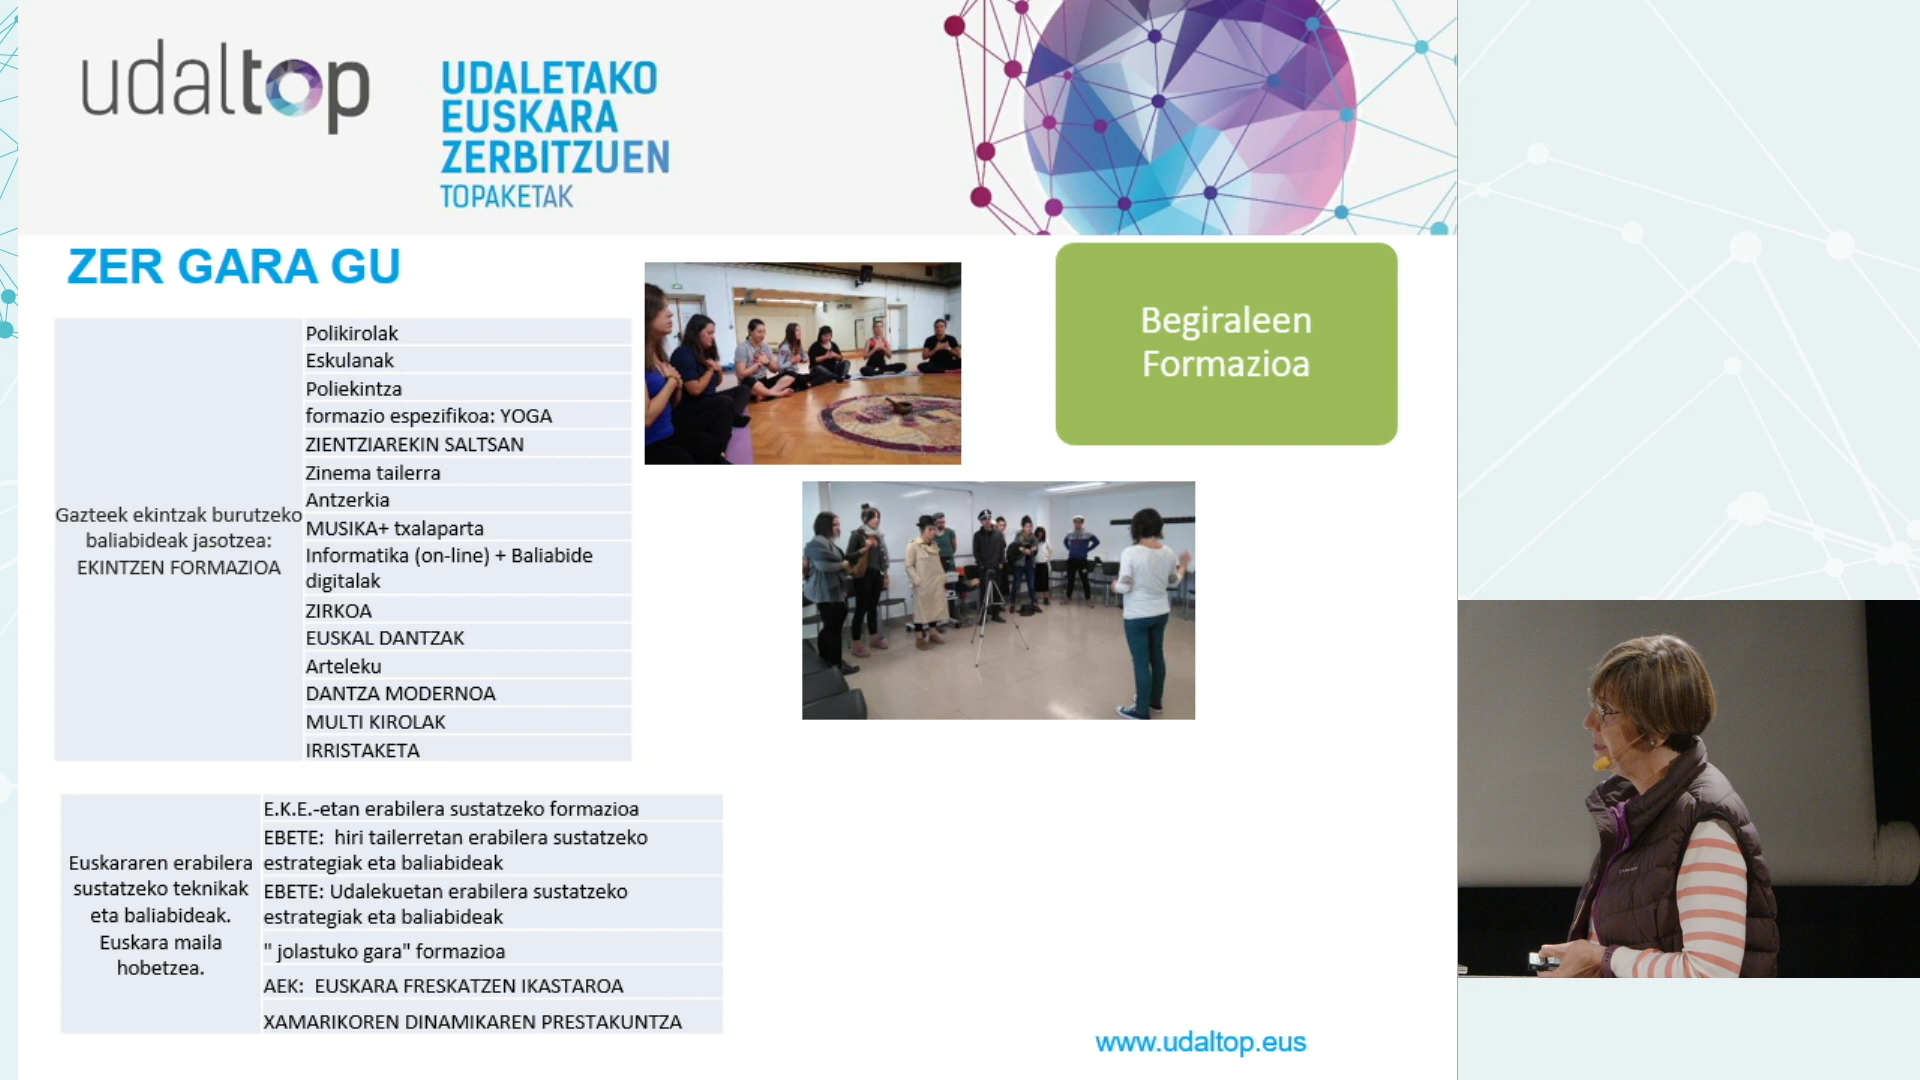 udaltop
UDALETAKO
EUSKARA
ZERBITZUEN
TOPAKETAK
ZER GARA GU
Begiraleen
Formazioa
Gazteek ekintzak burutzeko
baliabideak jasotzea:
EKINTZEN FORMAZIOA
Polikirolak
Eskulanak
Poliekintza
formazio espezifikoa: YOGA
ZIENTZIAREKIN SALTSAN
Zinema tailerra
Antzerkia
MUSIKA+ txalaparta
Informatika (on-line) + Baliabide
digitalak
ZIRKOA
EUSKAL DANTZAK
Arteleku
DANTZA MODERNOA
MULTI KIROLAK
IRRISTAKETA
Euskararen erabilera
sustatzeko teknikak
eta baliabideak.
Euskara maila
hobetzea.
E.K.E.-etan erabilera sustatzeko formazioa
EBETE:  hiri tailerretan erabilera sustatzeko
estrategiak eta baliabideak
EBETE: Udalekuetan erabilera sustatzeko
estrategiak eta baliabideak
" jolastuko gara" formazioa
AEK:  EUSKARA FRESKATZEN IKASTAROA
XAMARIKOREN DINAMIKAREN PRESTAKUNTZA
www.udaltop.eus